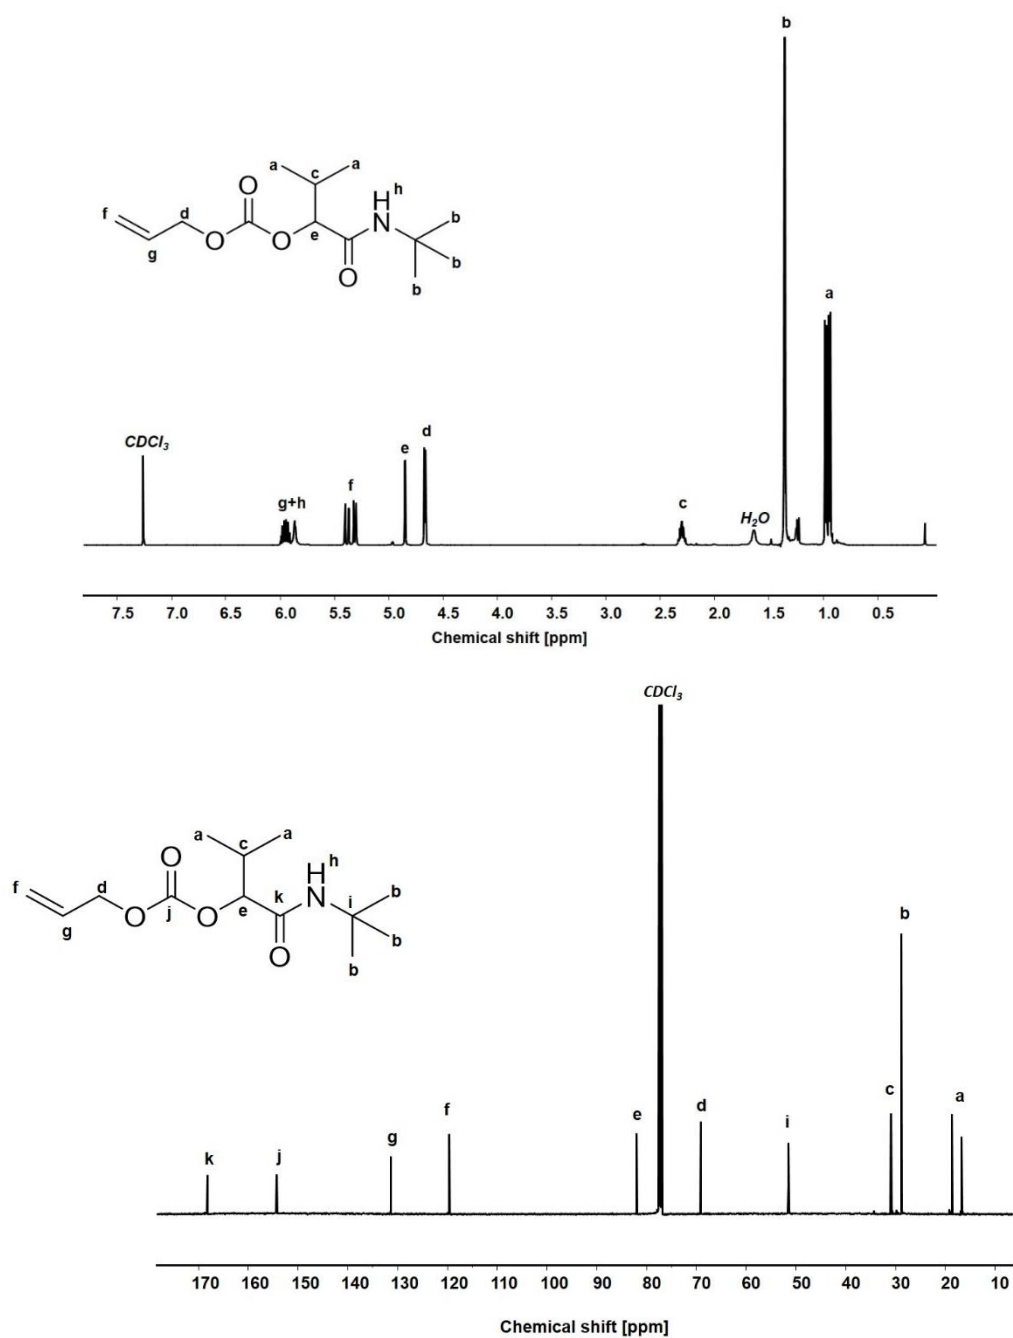 b
a a
c
O H h
f d N b
O O e b
g O
b
a
CDCl3
e d
g+h f
c
H2O
7.5 7.0 6.5 6.0 5.5 5.0 4.5 4.0 3.5 3.0 2.5 2.0 1.5 1.0 0.5
Chemical shift [ppm]
CDCl3
a a
c
O H h
f d k N b
j i
O O e b
g O
b
b
c a
f e d i
g
k j
170 160 150 140 130 120 110 100 90 80 70 60 50 40 30 20 10
Chemical shift [ppm]